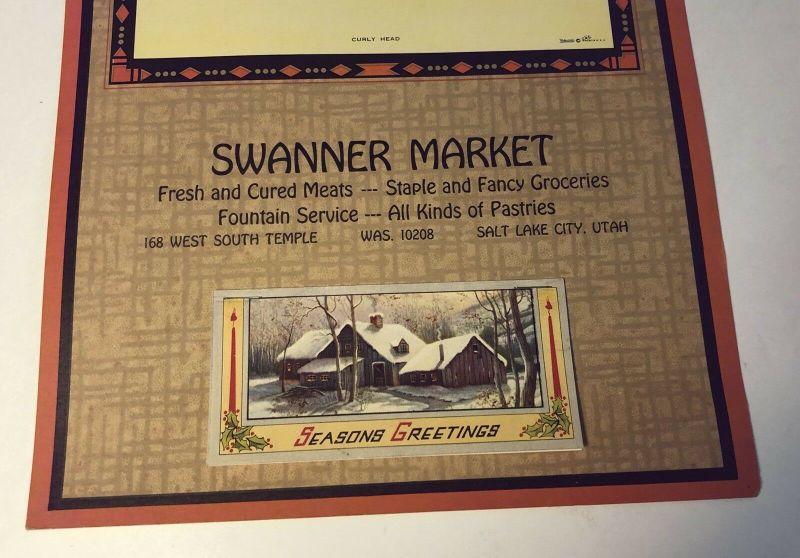 CURLY HEAD
SWANNER MARKET
Fresh and Cured Meats --- Staple and Fancy Groceries
Fountain Service --- All Kinds of Pastries
168 WEST SOUTH TEMPLE WAS. 10208 SALT LAKE CITY, UTAH
SEASONS GREETINGS